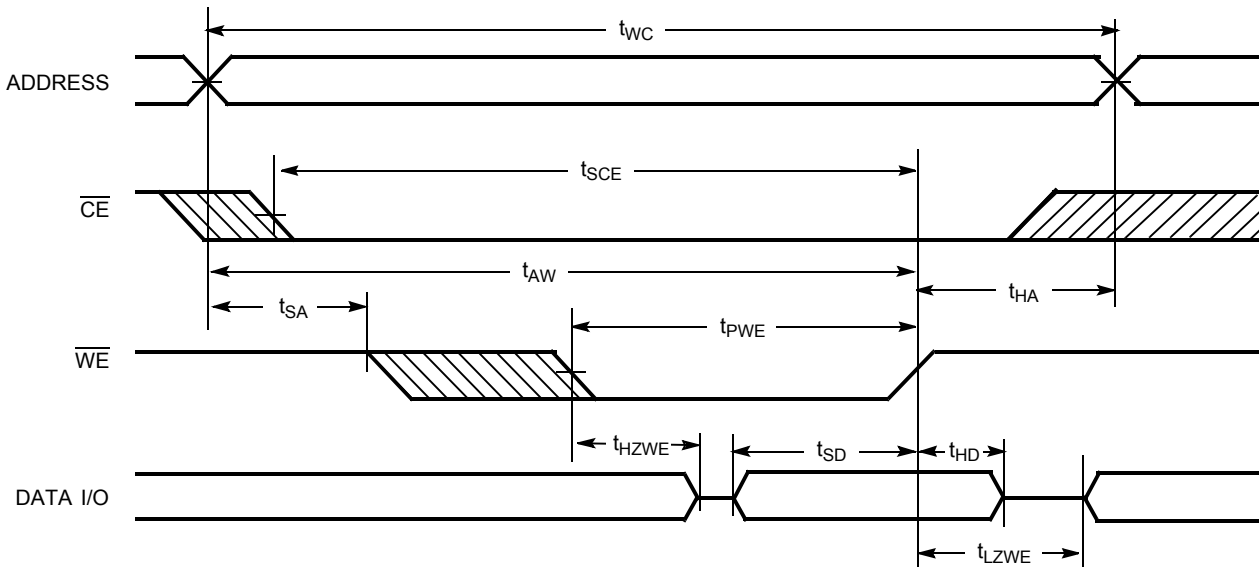 tWC
ADDRESS
tSCE
CE
tAW
tSA
tHA
tPWE
WE
tHZWE
tSD
tHD
DATA I/O
tLZWE